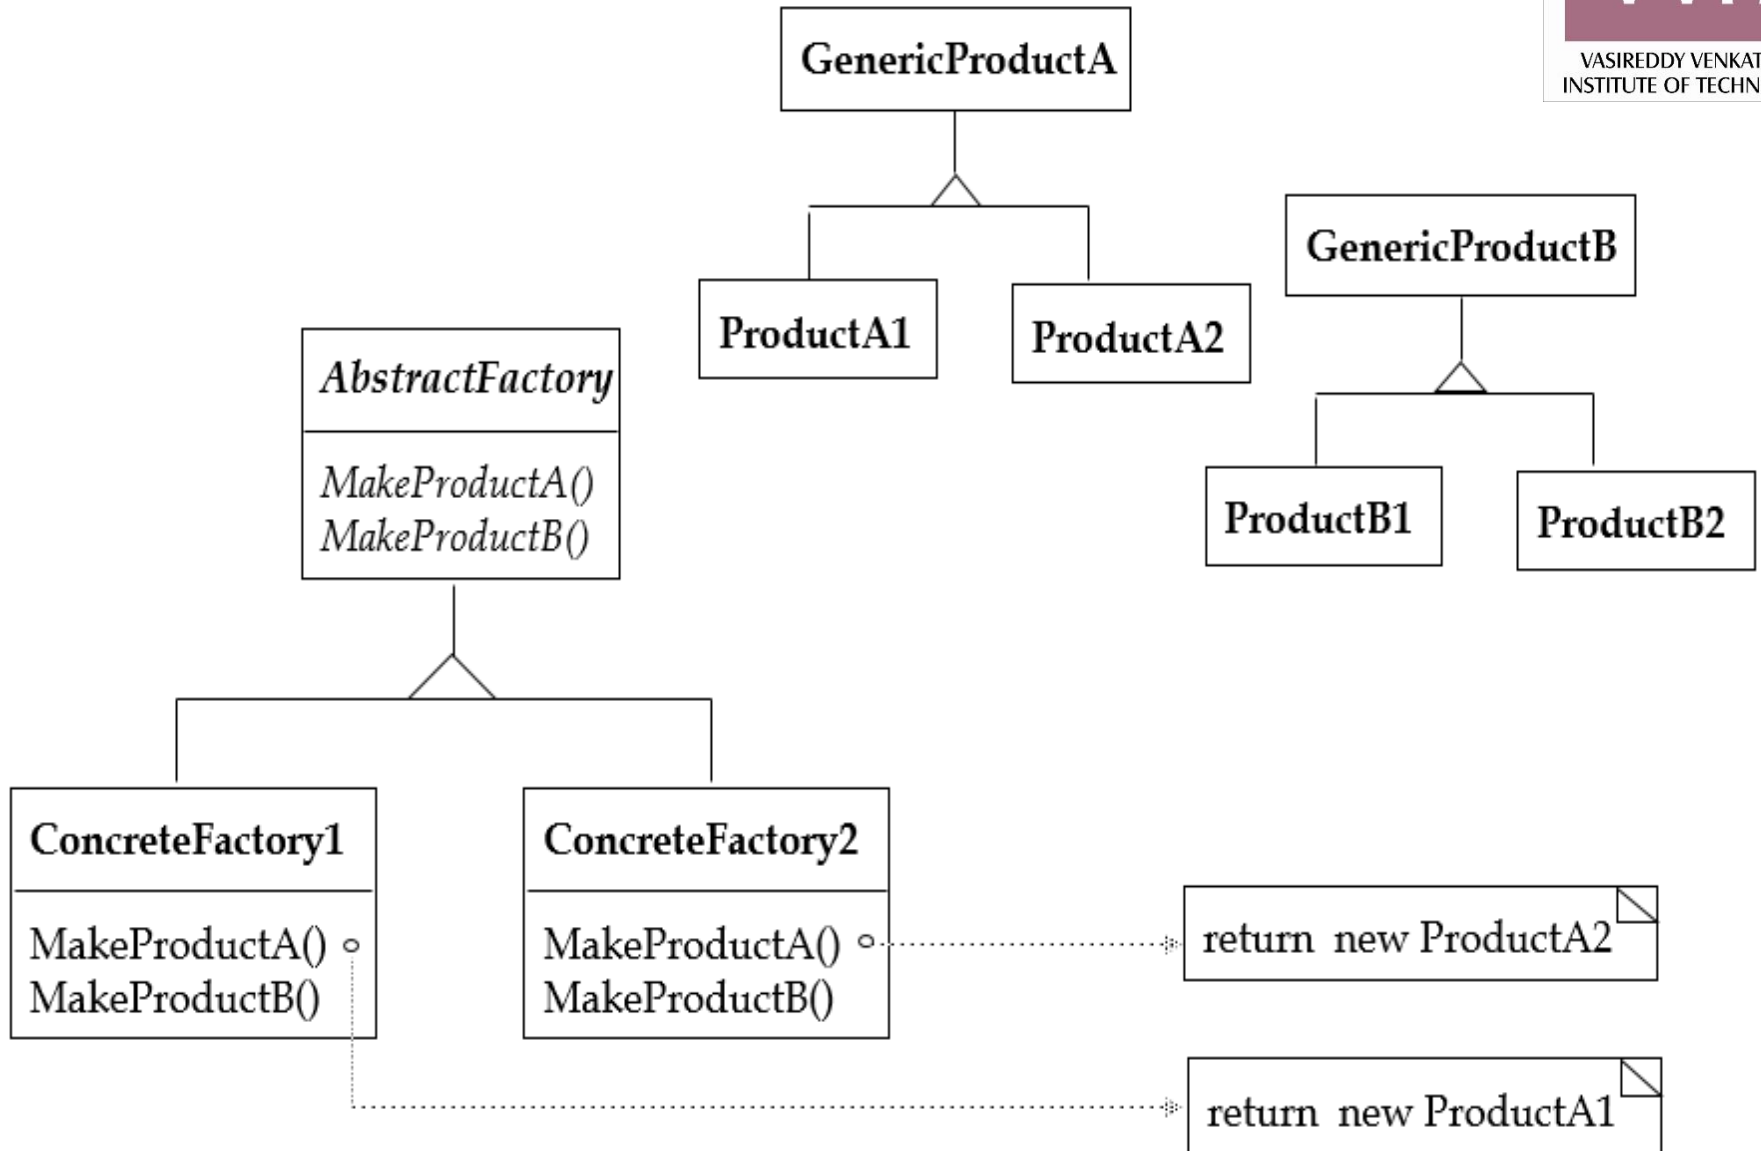 GenericProductA
VASIREDDY VENKAT
INSTITUTE OF TECHN
GenericProductB
ProductA1
ProductA2
AbstractFactory
MakeProductA()
MakeProductB()
ProductB1
ProductB2
ConcreteFactory1
MakeProductA()
MakeProductB()
ConcreteFactory2
MakeProductA()
MakeProductB()
return new ProductA2
return new ProductA1